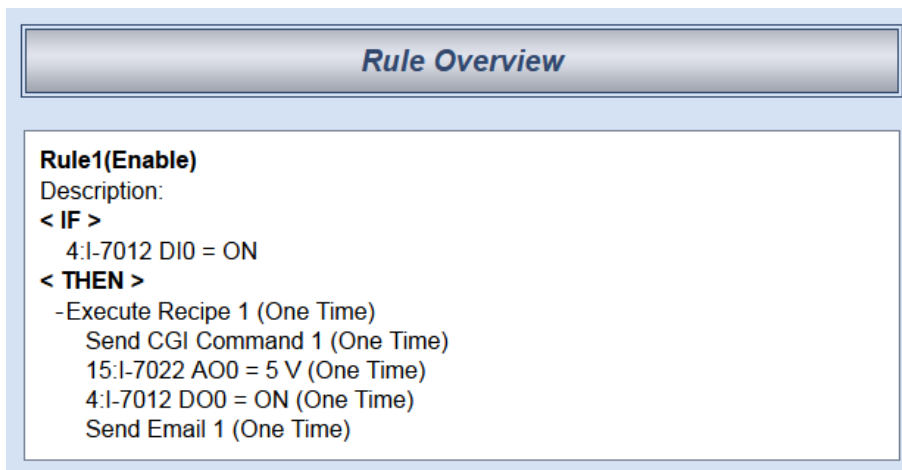 Rule Overview
Rule1(Enable)
Description:
< IF >
4:I-7012 DI0 = ON
< THEN >
-Execute Recipe 1 (One Time)
Send CGI Command 1 (One Time)
15:I-7022 AO0 = 5 V (One Time)
4:I-7012 DO0 = ON (One Time)
Send Email 1 (One Time)